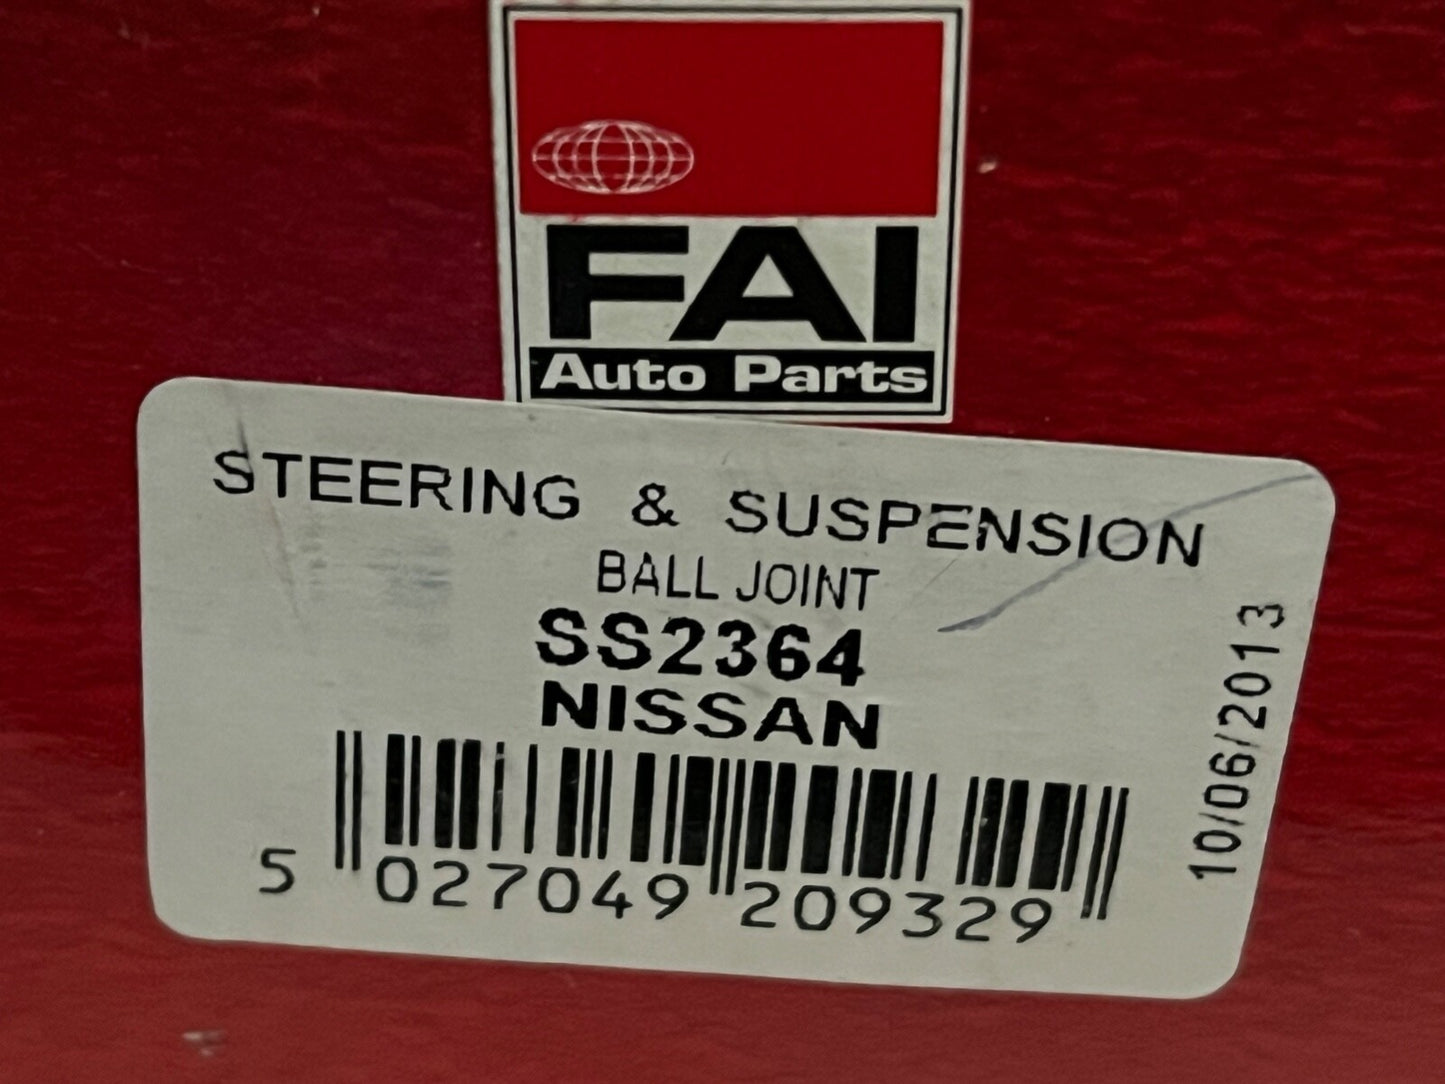 FAI
Auto Parts
STEERING & SUSPENSION
BALL JOINT
SS2364
NISSAN
5 027049 209329
10/06/2013